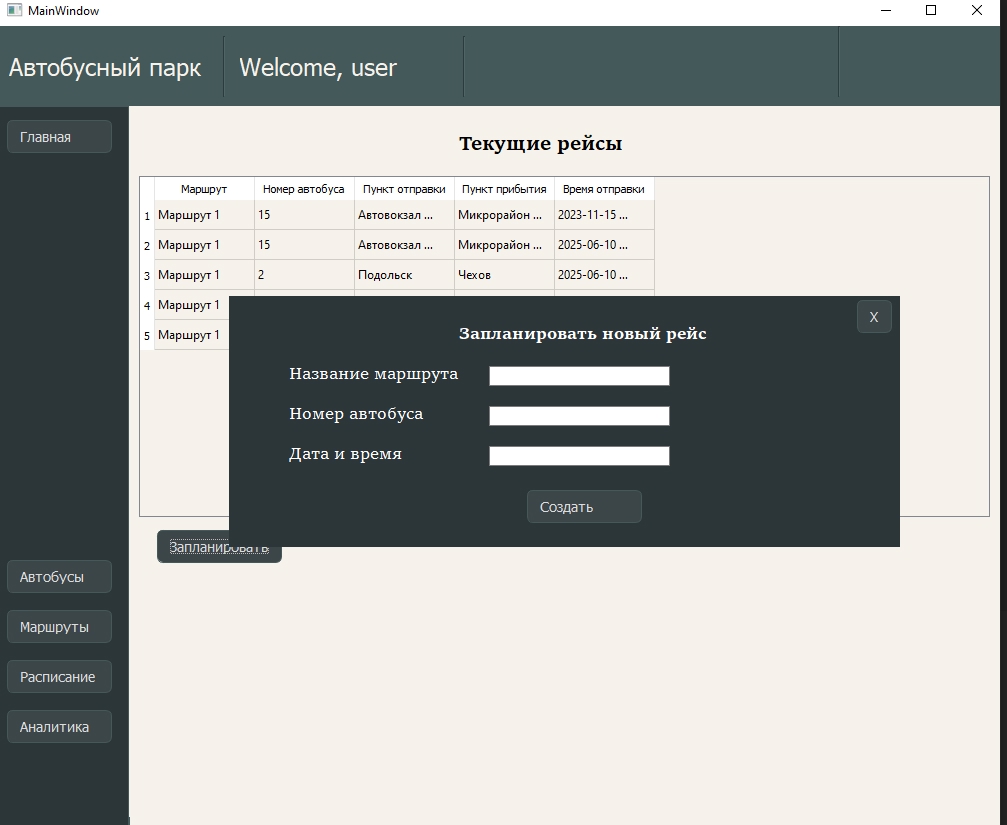 MainWindow
Автобусный парк
Welcome, user
Главная
Текущие рейсы
Маршрут Номер автобуса Пункт отправки Пункт прибытия Время отправки
1 Маршрут 1 15 Автовокзал ... Микрорайон ... 2023-11-15 ...
2 Маршрут 1 15 Автовокзал ... Микрорайон ... 2025-06-10 ...
3 Маршрут 1 2 Подольск Чехов 2025-06-10 ...
4 Маршрут 1
5 Маршрут 1
X
Запланировать новый рейс
Название маршрута
Номер автобуса
Дата и время
Создать
Запланировать
Автобусы
Маршруты
Расписание
Аналитика